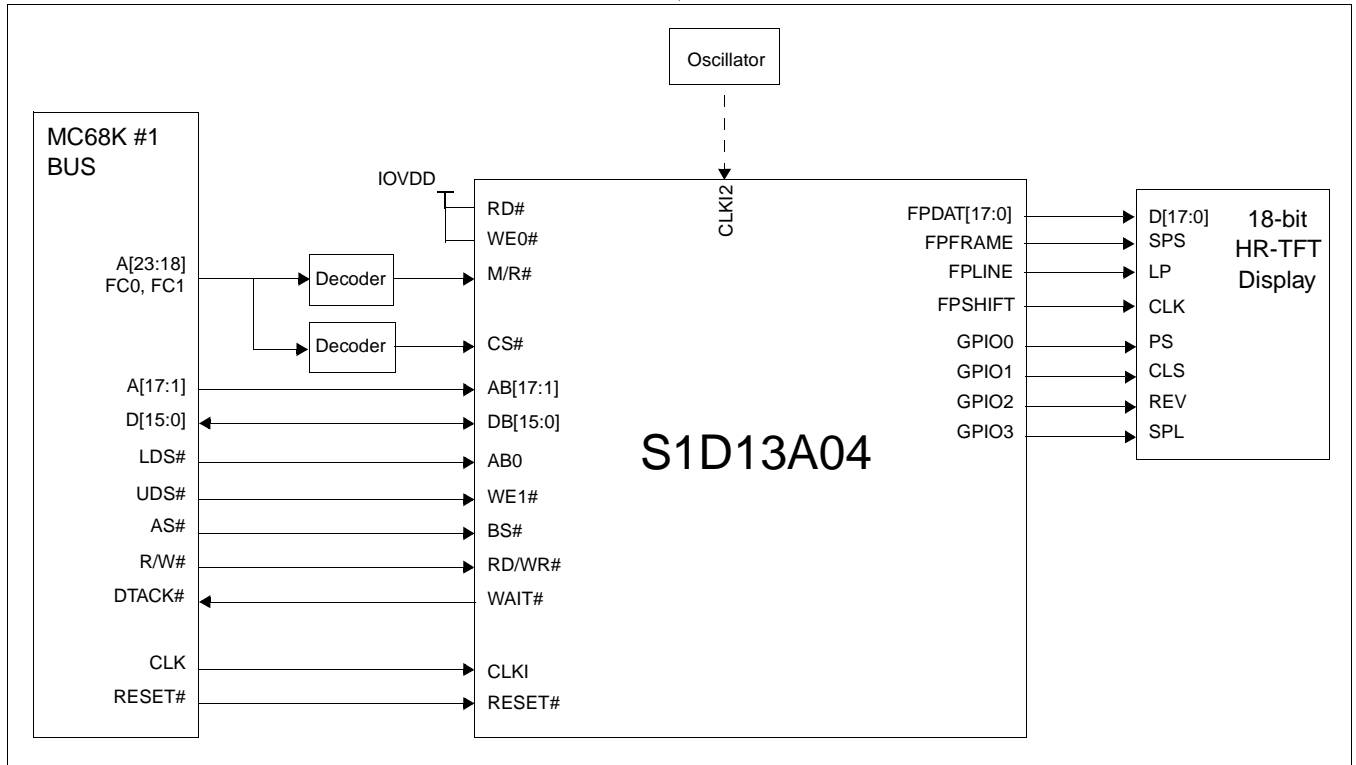 Oscillator
MC68K #1
BUS
A[23:18]
FC0, FC1
A[17:1]
D[15:0]
LDS#
UDS#
AS#
R/W#
DTACK#
CLK
RESET#
IOVDD
Decoder
Decoder
RD#
WE0#
M/R#
CS#
AB[17:1]
DB[15:0]
AB0
WE1#
BS#
RD/WR#
WAIT#
CLKI
RESET#
CLKI2
S1D13A04
FPDAT[17:0]
FPFRAME
FPLINE
FPSHIFT
GPIO0
GPIO1
GPIO2
GPIO3
D[17:0]
SPS
LP
CLK
PS
CLS
REV
SPL
18-bit
HR-TFT
Display